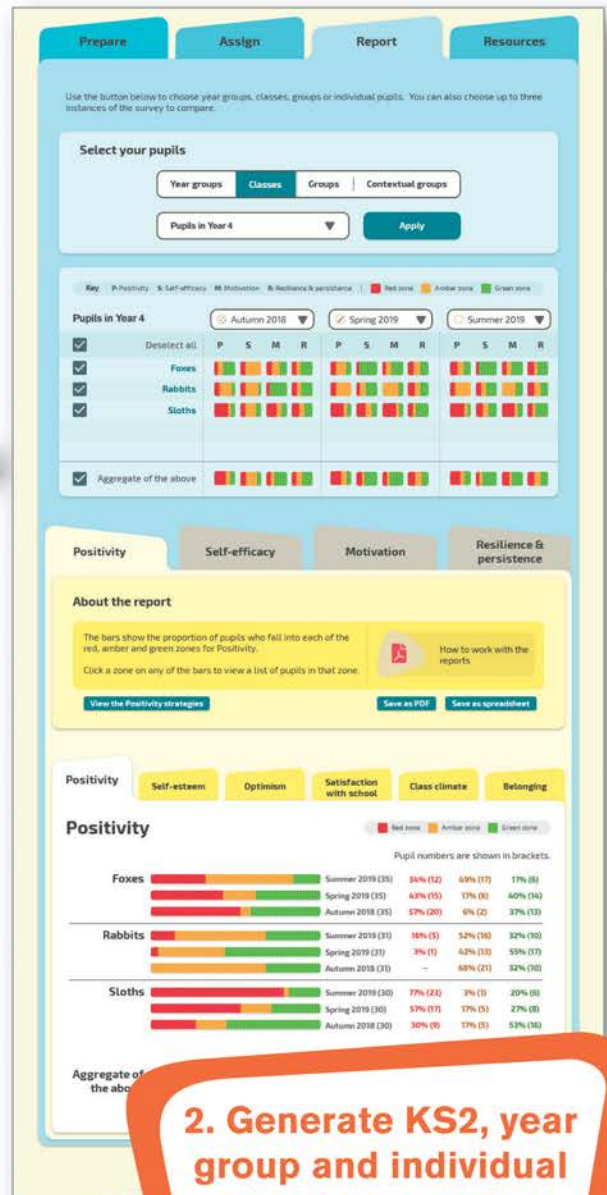 Prepare Assign Report Resources
Use the button below to choose year groups, classes, groups or individual pupils. You can also choose up to three
instances of the survey to compare.
Select your pupils
Year groups Classes Groups Contextual groups
Pupils in Year 4 Apply
Key P: Positivity S: Self-efficacy M: Motivation R: Resilience & persistence Red zone Amber zone Green zone
Pupils in Year 4 Autumn 2018 Spring 2019 Summer 2019
Deselect all P S M R P S M R P S M R
Foxes
Rabbits
Sloths
Aggregate of the above
Positivity Self-efficacy Motivation Resilience &
persistence
About the report
The bars show the proportion of pupils who fall into each of the
red, amber and green zones for Positivity.
Click a zone on any of the bars to view a list of pupils in that zone.
How to work with the
reports
View the Positivity strategies Save as PDF Save as spreadsheet
Positivity Self-esteem Optimism Satisfaction
with school Class climate Belonging
Positivity Red zone Amber zone Green zone
Pupil numbers are shown in brackets.
Foxes Summer 2019 (35) 34% (12) 49% (17) 17% (6)
Spring 2019 (35) 43% (15) 17% (6) 40% (14)
Autumn 2018 (35) 57% (20) 6% (2) 37% (13)
Rabbits Summer 2019 (31) 16% (5) 52% (16) 32% (10)
Spring 2019 (31) 3% (1) 42% (13) 55% (17)
Autumn 2018 (31) – 68% (21) 32% (10)
Sloths Summer 2019 (30) 77% (23) 3% (1) 20% (6)
Spring 2019 (30) 57% (17) 17% (5) 27% (8)
Autumn 2018 (30) 30% (9) 17% (5) 53% (16)
Aggregate of
the
2. Generate KS2, year
group and individual